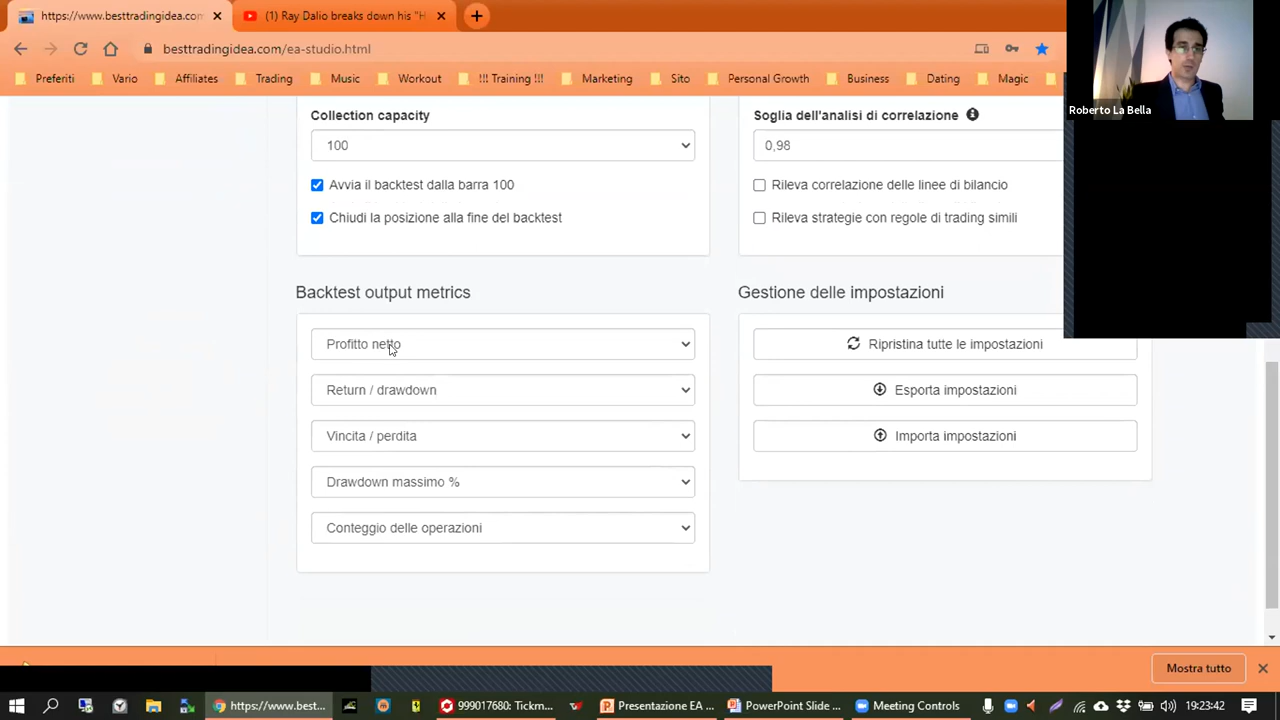 https://www.besttradingidea.com
(1) Ray Dalio breaks down his "H
besttradingidea.com/ea-studio.html
Preferiti
Vario
Affiliates
Trading
Music
Workout
!!! Training !!!
Marketing
Sito
Personal Growth
Business
Dating
Magic
Roberto La Bella
Collection capacity
100
Avvia il backtest dalla barra 100
Chiudi la posizione alla fine del backtest
Soglia dell'analisi di correlazione
0,98
Rileva correlazione delle linee di bilancio
Rileva strategie con regole di trading simili
Backtest output metrics
Profitto netto
Return / drawdown
Vincita / perdita
Drawdown massimo %
Conteggio delle operazioni
Gestione delle impostazioni
Ripristina tutte le impostazioni
Esporta impostazioni
Importa impostazioni
Mostra tutto
https://www.best...
999017680: Tickm...
Presentazione EA ...
PowerPoint Slide ...
Meeting Controls
19:23:42